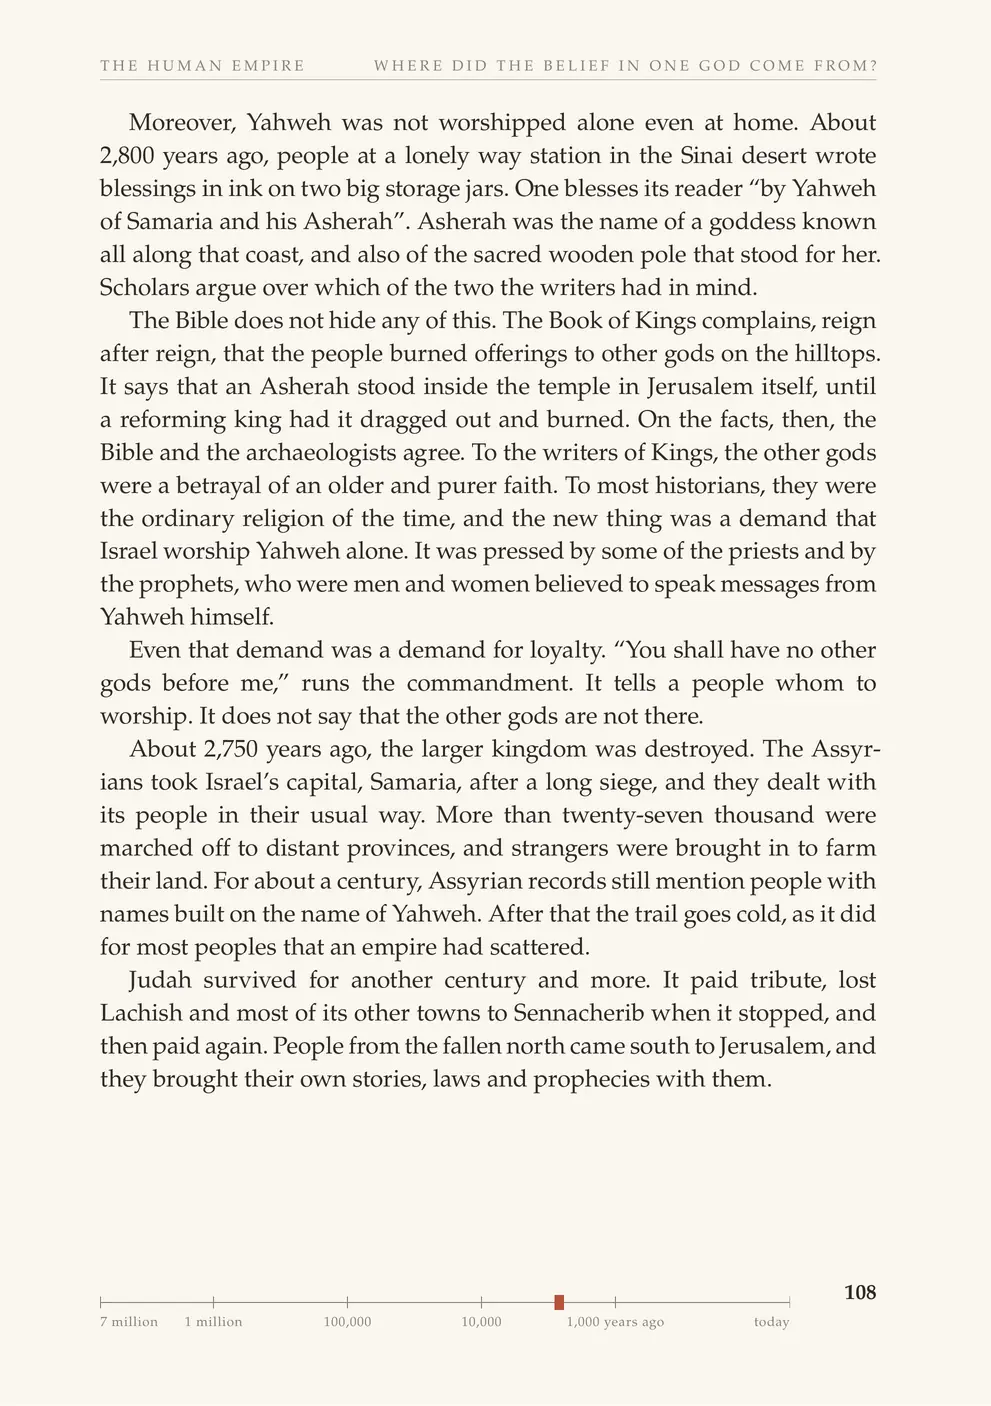 THE HUMAN EMPIRE WHERE DID THE BELIEF IN ONE GOD COME FROM?
Moreover, Yahweh was not worshipped alone even at home. About
2,800 years ago, people at a lonely way station in the Sinai desert wrote
blessings in ink on two big storage jars. One blesses its reader “by Yahweh
of Samaria and his Asherah”. Asherah was the name of a goddess known
all along that coast, and also of the sacred wooden pole that stood for her.
Scholars argue over which of the two the writers had in mind.
The Bible does not hide any of this. The Book of Kings complains, reign
after reign, that the people burned offerings to other gods on the hilltops.
It says that an Asherah stood inside the temple in Jerusalem itself, until
a reforming king had it dragged out and burned. On the facts, then, the
Bible and the archaeologists agree. To the writers of Kings, the other gods
were a betrayal of an older and purer faith. To most historians, they were
the ordinary religion of the time, and the new thing was a demand that
Israel worship Yahweh alone. It was pressed by some of the priests and by
the prophets, who were men and women believed to speak messages from
Yahweh himself.
Even that demand was a demand for loyalty. “You shall have no other
gods before me,” runs the commandment. It tells a people whom to
worship. It does not say that the other gods are not there.
About 2,750 years ago, the larger kingdom was destroyed. The Assyr-
ians took Israel’s capital, Samaria, after a long siege, and they dealt with
its people in their usual way. More than twenty-seven thousand were
marched off to distant provinces, and strangers were brought in to farm
their land. For about a century, Assyrian records still mention people with
names built on the name of Yahweh. After that the trail goes cold, as it did
for most peoples that an empire had scattered.
Judah survived for another century and more. It paid tribute, lost
Lachish and most of its other towns to Sennacherib when it stopped, and
then paid again. People from the fallen north came south to Jerusalem, and
they brought their own stories, laws and prophecies with them.
108
7 million 1 million 100,000 10,000 1,000 years ago today